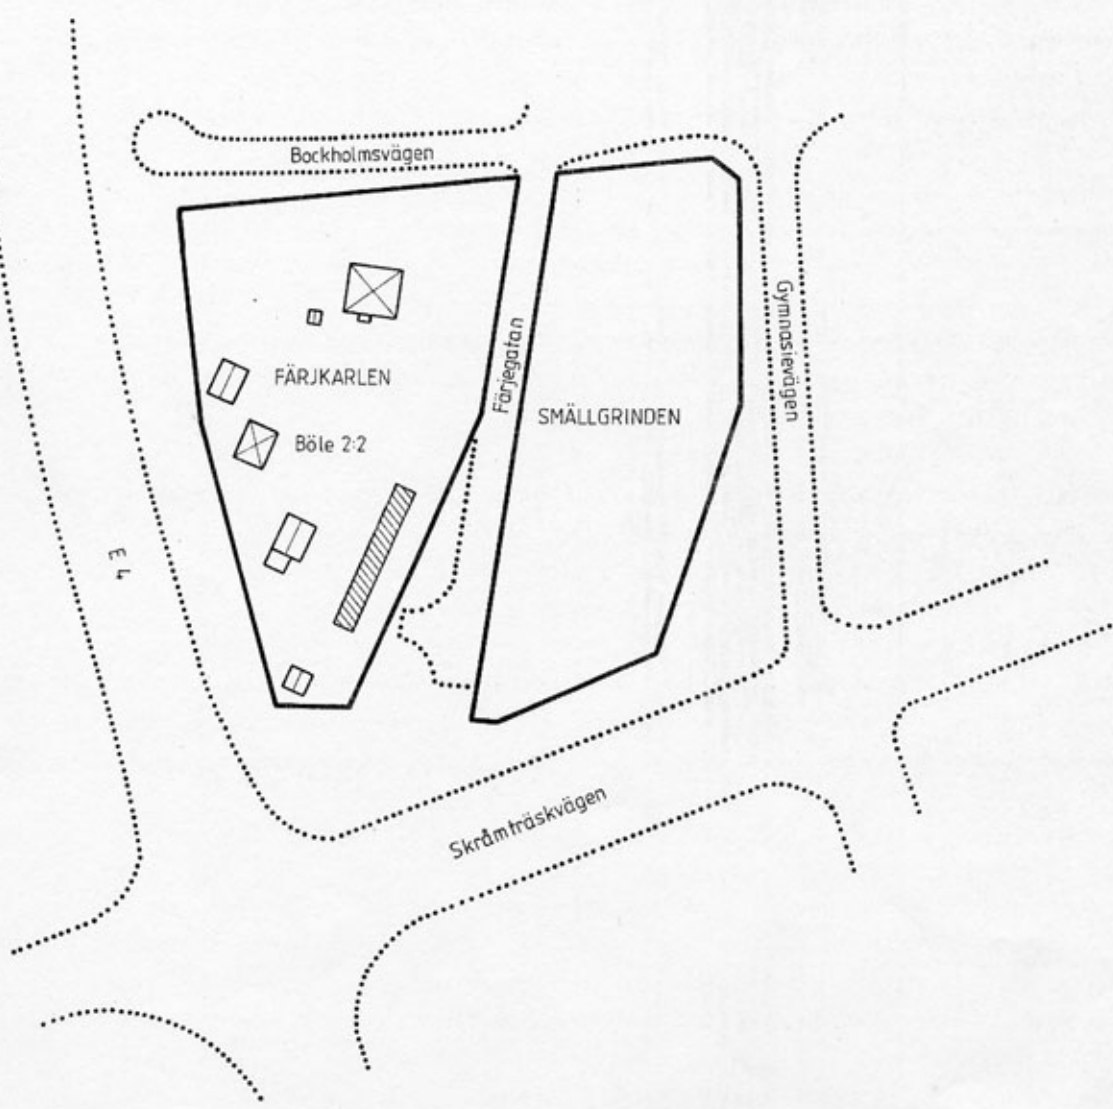 Bockholmsvägen
FÄRJKARLEN
Böle 2:2
Färjegatan
SMÄLLGRINDEN
Gymnasievägen
E 4
Skråmträskvägen